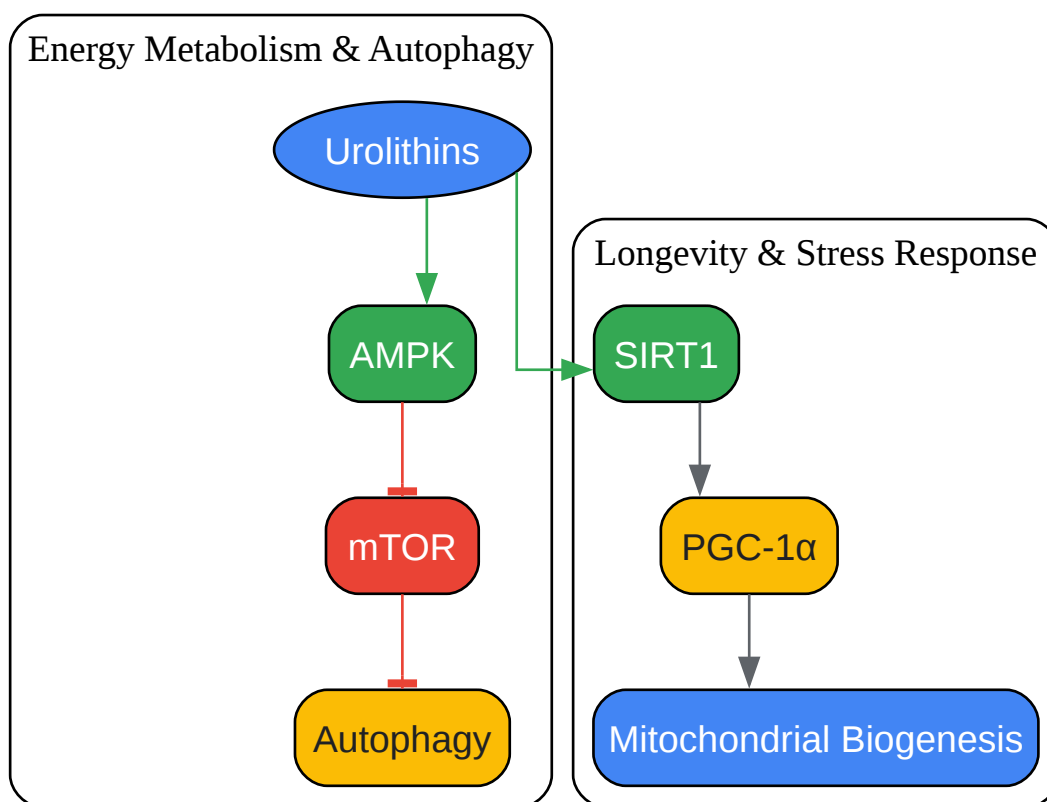 Energy Metabolism & Autophagy
Urolithins
AMPK
mTOR
Autophagy
Longevity & Stress Response
SIRT1
PGC-1α
Mitochondrial Biogenesis